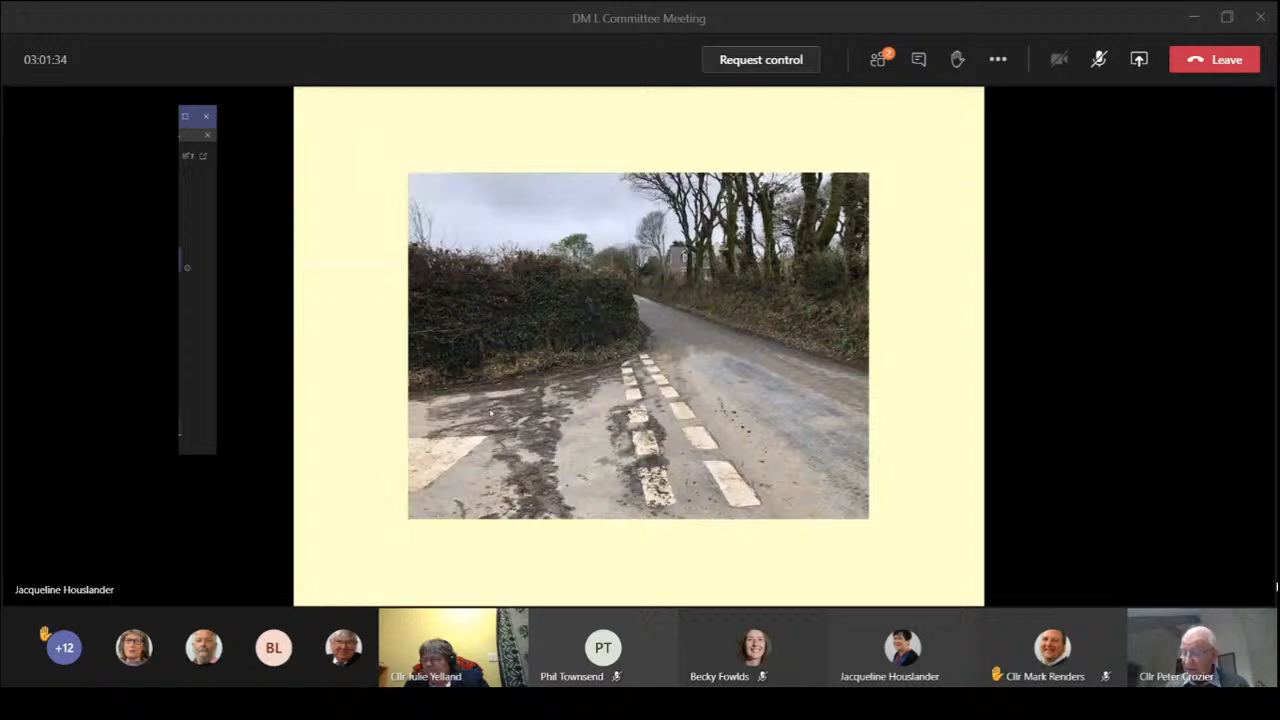 DM L Committee Meeting
03:01:34
Request control
2
Leave
Jacqueline Houslander
+12
BL
PT
Cllr Julie Yelland
Phil Townsend
Becky Fowlds
Jacqueline Houslander
Cllr Mark Renders
Cllr Peter Crozier